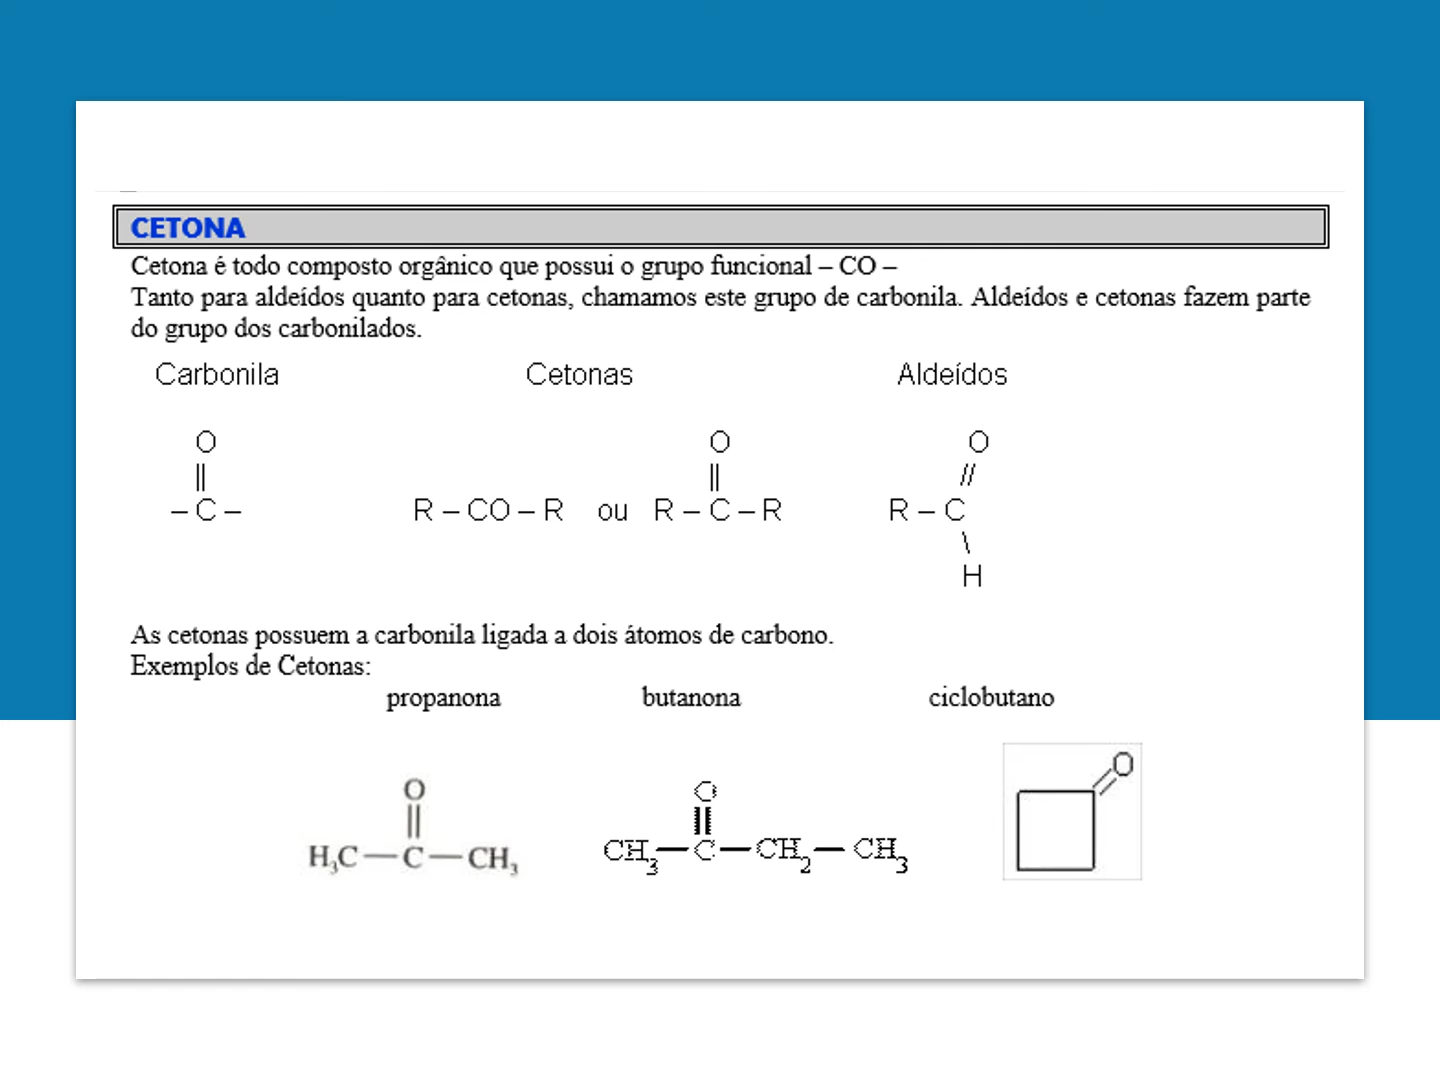 CETONA
Cetona é todo composto orgânico que possui o grupo funcional – CO –
Tanto para aldeídos quanto para cetonas, chamamos este grupo de carbonila. Aldeídos e cetonas fazem parte
do grupo dos carbonilados.
Carbonila Cetonas Aldeídos
O O O
|| || //
– C – R – CO – R ou R – C – R R – C
\
H
As cetonas possuem a carbonila ligada a dois átomos de carbono.
Exemplos de Cetonas:
propanona butanona ciclobutano
O O O
|| ||
H₃C — C — CH₃ CH₃ — C — CH₂ — CH₃